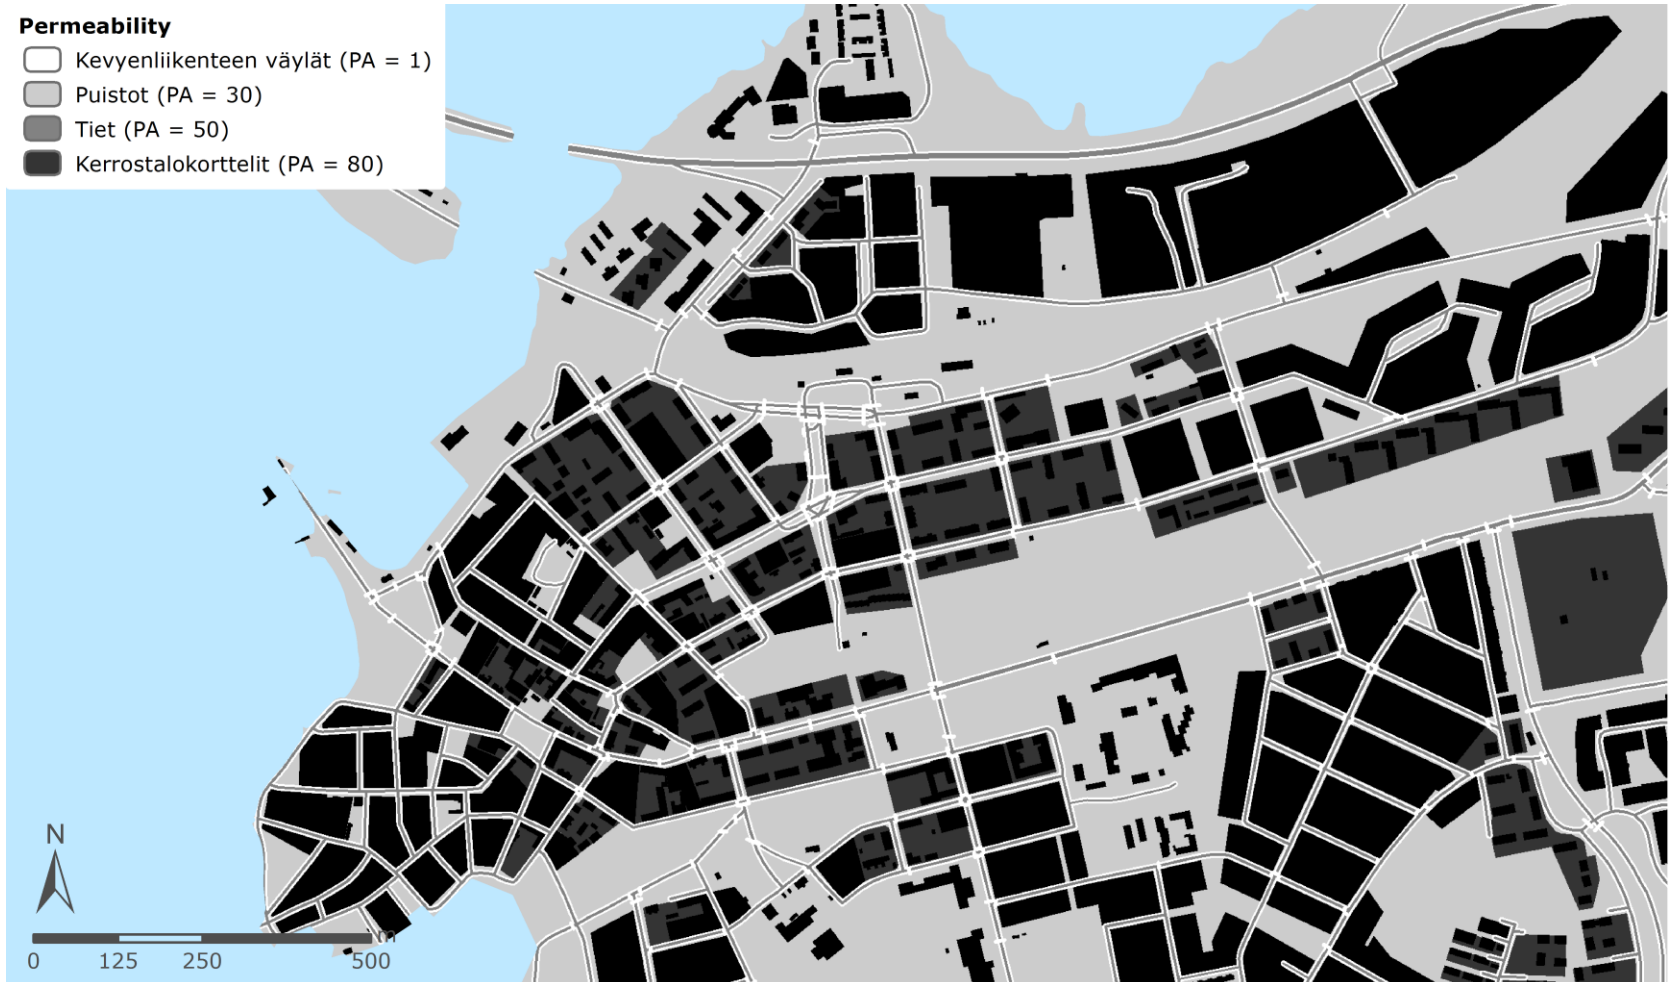 Permeability
Kevyenliikenteen väylät (PA = 1)
Puistot (PA = 30)
Tiet (PA = 50)
Kerrostalokorttelit (PA = 80)
N
m
0 125 250 500